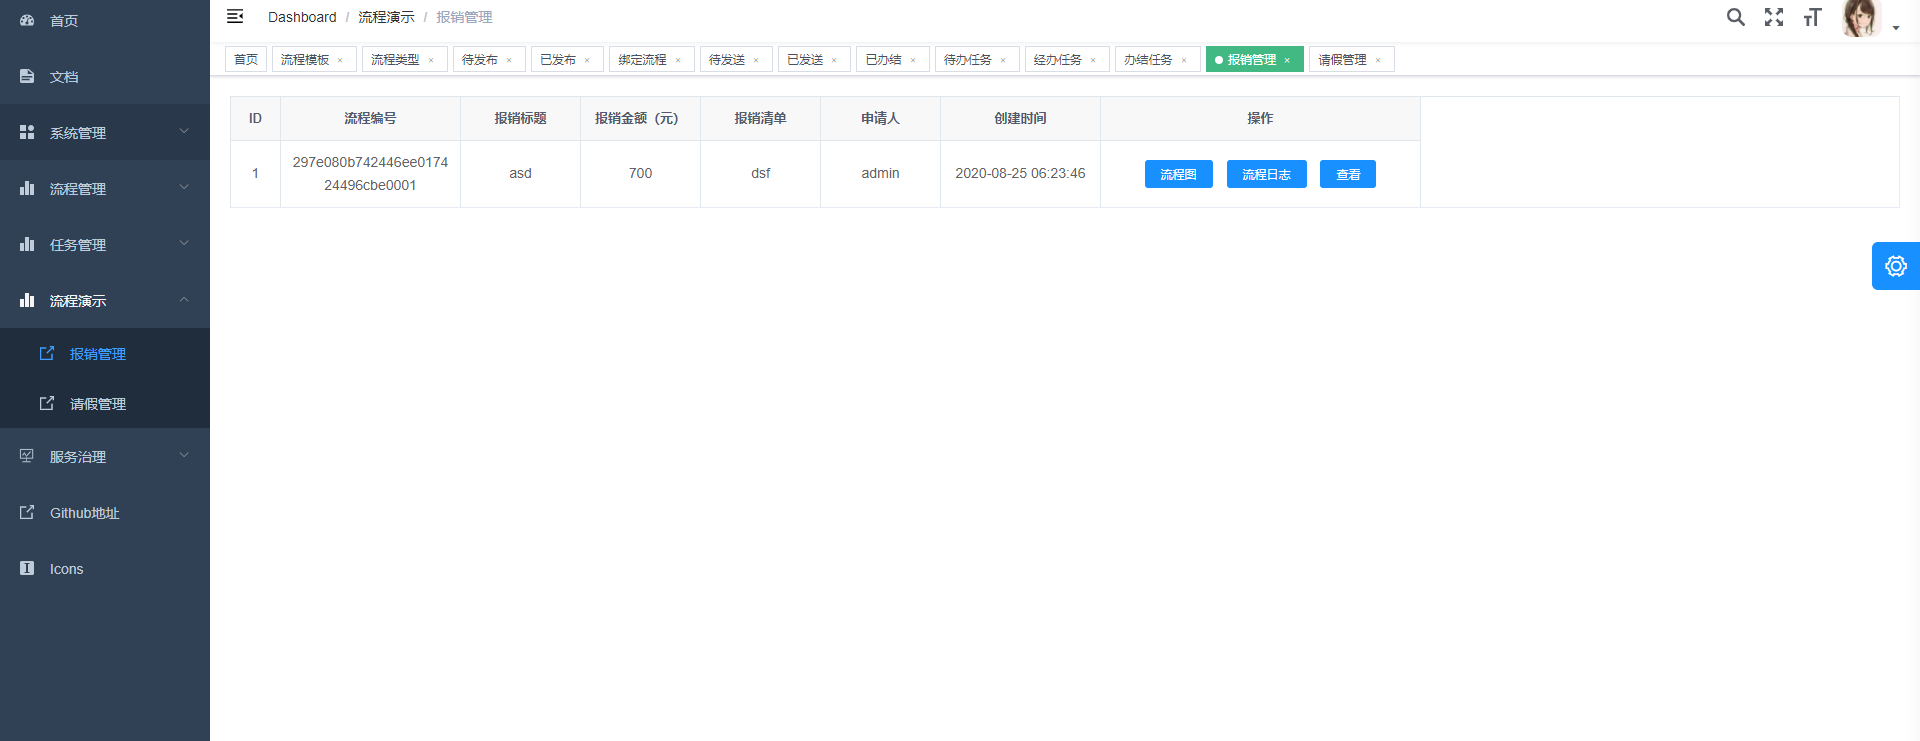 首页
文档
系统管理
流程管理
任务管理
流程演示
报销管理
请假管理
服务治理
Github地址
Icons
Dashboard / 流程演示 / 报销管理
首页 流程模板 × 流程类型 × 待发布 × 已发布 × 绑定流程 × 待发送 × 已发送 × 已办结 × 待办任务 × 经办任务 × 办结任务 × 报销管理 × 请假管理 ×
ID 流程编号 报销标题 报销金额（元） 报销清单 申请人 创建时间 操作
1 297e080b742446ee0174
24496cbe0001 asd 700 dsf admin 2020-08-25 06:23:46 流程图 流程日志 查看